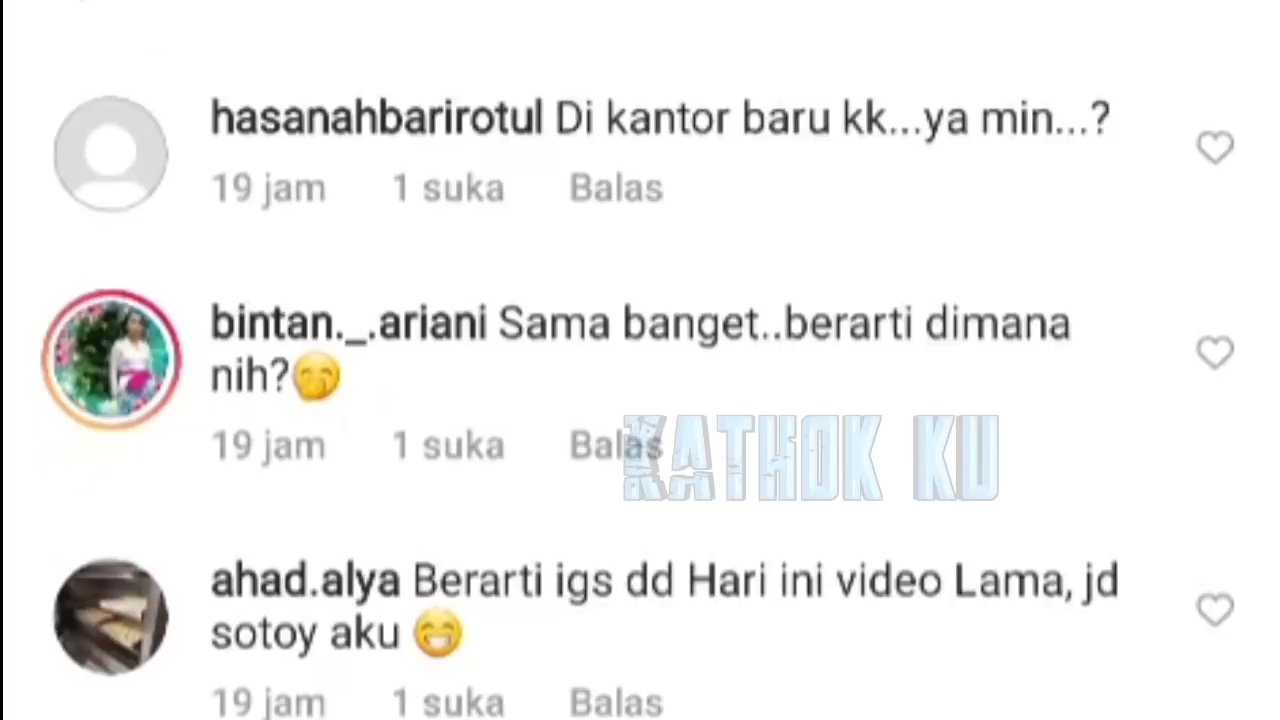 hasanahbarirotul Di kantor baru kk...ya min...?
19 jam 1 suka Balas
bintan._.ariani Sama banget..berarti dimana
nih?🤭
19 jam 1 suka Balas
KATHOK KU
ahad.alya Berarti igs dd Hari ini video Lama, jd
sotoy aku 😁
19 jam 1 suka Balas